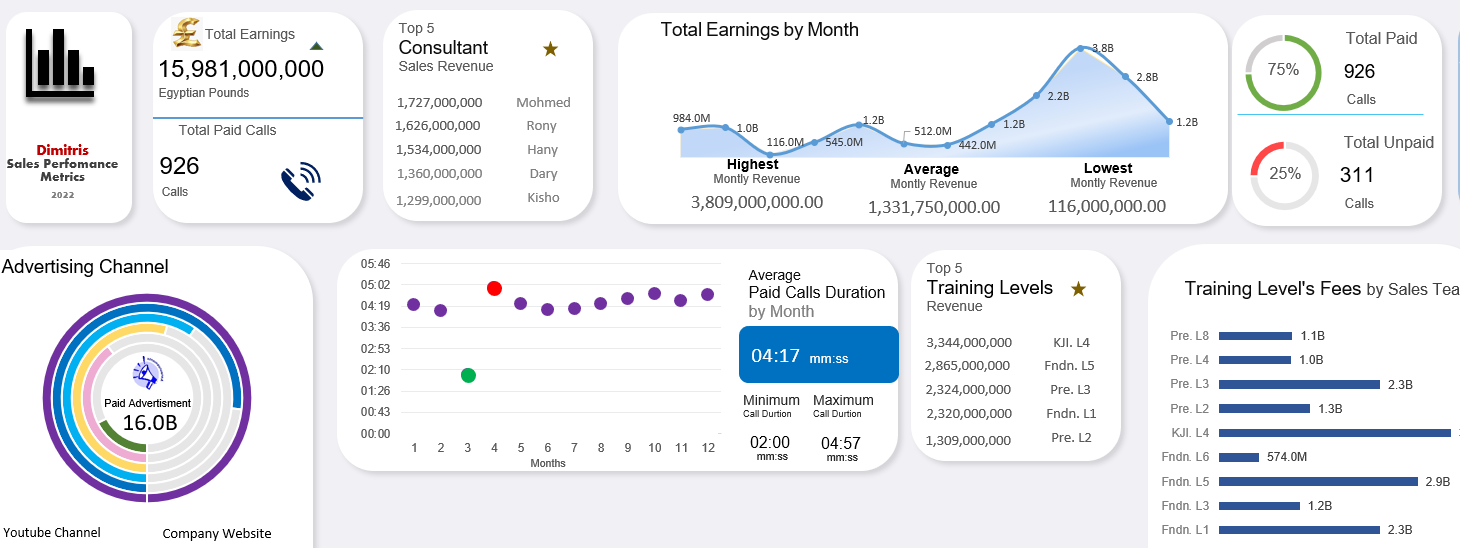 Dimitris
Sales Perfomance
Metrics
2022
Total Earnings
15,981,000,000
Egyptian Pounds
Total Paid Calls
926
Calls
Top 5
Consultant
Sales Revenue
1,727,000,000 Mohmed
1,626,000,000 Rony
1,534,000,000 Hany
1,360,000,000 Dary
1,299,000,000 Kisho
Total Earnings by Month
984.0M
1.0B
116.0M
545.0M
1.2B
512.0M
442.0M
1.2B
2.2B
3.8B
2.8B
1.2B
Highest
Montly Revenue
3,809,000,000.00
Average
Montly Revenue
1,331,750,000.00
Lowest
Montly Revenue
116,000,000.00
75%
Total Paid
926
Calls
25%
Total Unpaid
311
Calls
Advertising Channel
Paid Advertisment
16.0B
Youtube Channel
Company Website
05:46
05:02
04:19
03:36
02:53
02:10
01:26
00:43
00:00
1 2 3 4 5 6 7 8 9 10 11 12
Months
Average
Paid Calls Duration
by Month
04:17 mm:ss
Minimum
Call Durtion
02:00
mm:ss
Maximum
Call Durtion
04:57
mm:ss
Top 5
Training Levels
Revenue
3,344,000,000 KJl. L4
2,865,000,000 Fndn. L5
2,324,000,000 Pre. L3
2,320,000,000 Fndn. L1
1,309,000,000 Pre. L2
Training Level's Fees by Sales Tea
Pre. L8 1.1B
Pre. L4 1.0B
Pre. L3 2.3B
Pre. L2 1.3B
KJl. L4
Fndn. L6 574.0M
Fndn. L5 2.9B
Fndn. L3 1.2B
Fndn. L1 2.3B